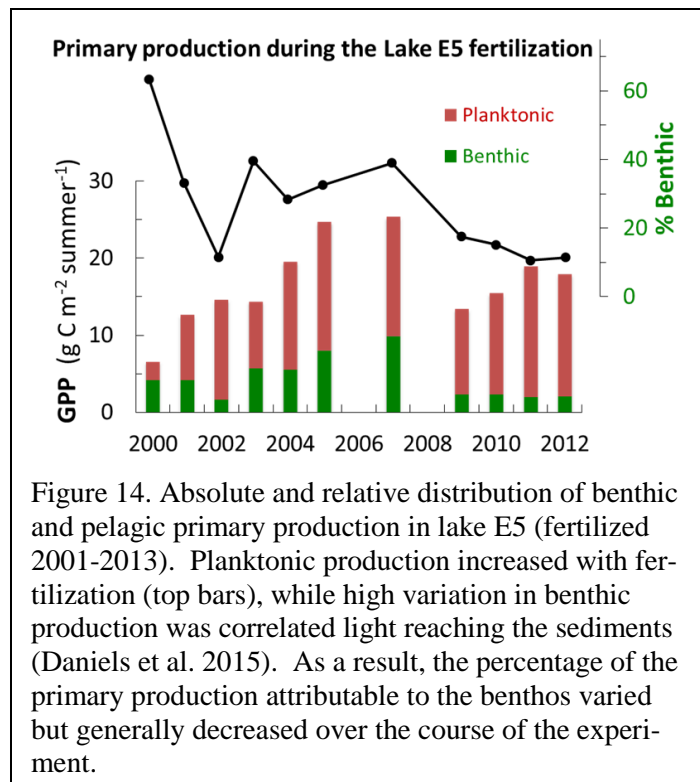 Primary production during the Lake E5 fertilization
Planktonic
Benthic
GPP (g C m⁻² summer⁻¹)
30
20
10
0
60
40
20
0
% Benthic
2000 2002 2004 2006 2008 2010 2012
Figure 14. Absolute and relative distribution of benthic
and pelagic primary production in lake E5 (fertilized
2001-2013). Planktonic production increased with fer-
tilization (top bars), while high variation in benthic
production was correlated light reaching the sediments
(Daniels et al. 2015). As a result, the percentage of the
primary production attributable to the benthos varied
but generally decreased over the course of the experi-
ment.